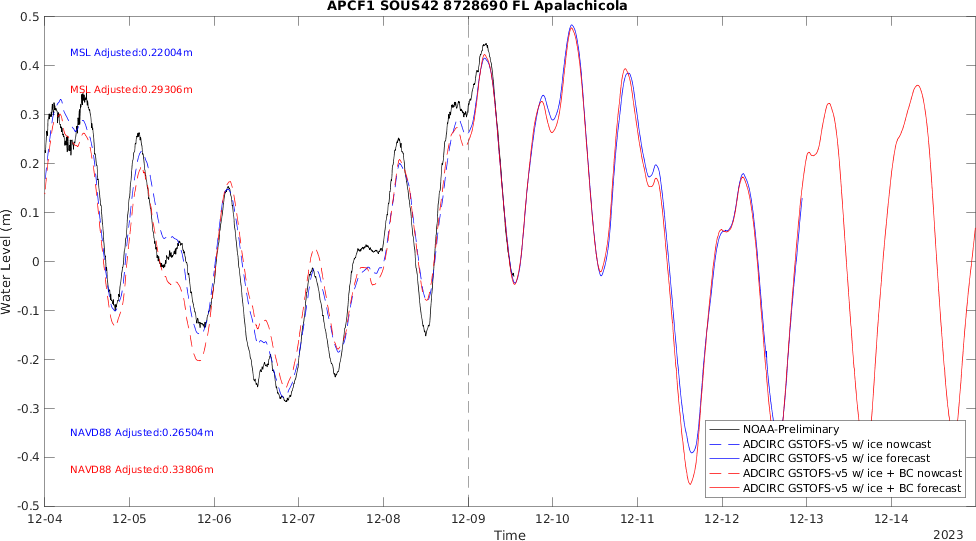 APCF1 SOUS42 8728690 FL Apalachicola
0.5
0.4
0.3
0.2
0.1
0
-0.1
-0.2
-0.3
-0.4
-0.5
Water Level (m)
MSL Adjusted:0.22004m
MSL Adjusted:0.29306m
NAVD88 Adjusted:0.26504m
NAVD88 Adjusted:0.33806m
NOAA-Preliminary
ADCIRC GSTOFS-v5 w/ ice nowcast
ADCIRC GSTOFS-v5 w/ ice forecast
ADCIRC GSTOFS-v5 w/ ice + BC nowcast
ADCIRC GSTOFS-v5 w/ ice + BC forecast
12-04 12-05 12-06 12-07 12-08 12-09 12-10 12-11 12-12 12-13 12-14
Time
2023